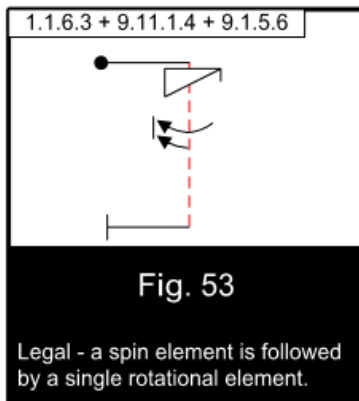 1.1.6.3 + 9.11.1.4 + 9.1.5.6
Fig. 53
Legal - a spin element is followed
by a single rotational element.